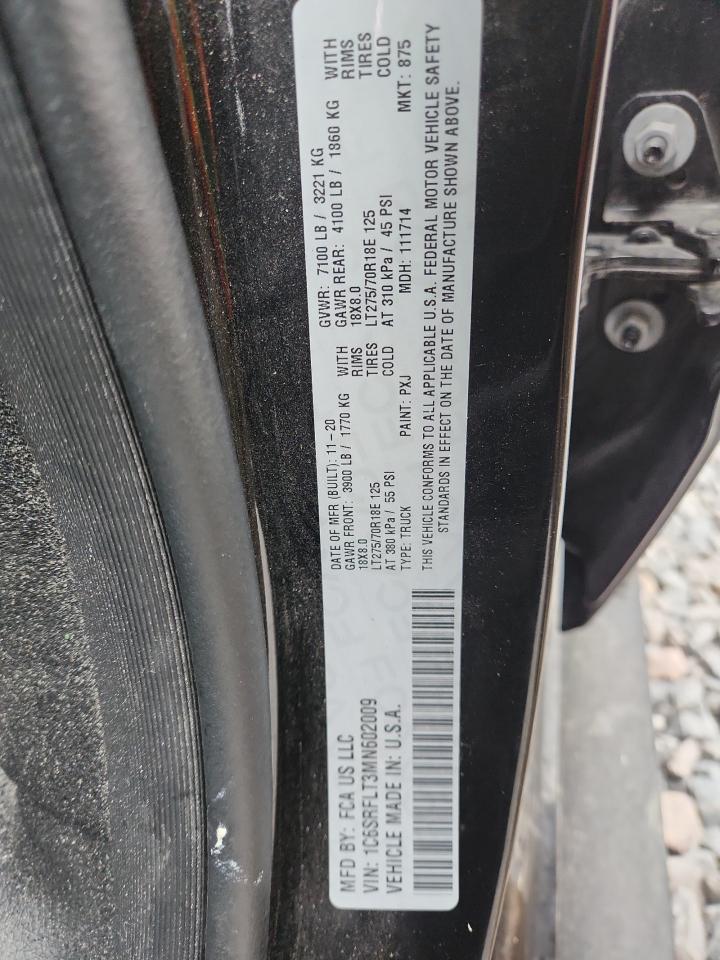 MFD BY: FCA US LLC
VIN: 1C6SRFLT3MN602009
VEHICLE MADE IN: U.S.A.
DATE OF MFR (BUILT): 11-20
GAWR FRONT: 3900 LB / 1770 KG WITH
18X8.0 RIMS
LT275/70R18E 125 TIRES
AT 380 kPa / 55 PSI COLD
TYPE: TRUCK
GVWR: 7100 LB / 3221 KG
GAWR REAR: 4100 LB / 1860 KG WITH
18X8.0 RIMS
LT275/70R18E 125 TIRES
AT 310 kPa / 45 PSI COLD
PAINT: PXJ MDH: 111714 MKT: 875
THIS VEHICLE CONFORMS TO ALL APPLICABLE U.S.A. FEDERAL MOTOR VEHICLE SAFETY
STANDARDS IN EFFECT ON THE DATE OF MANUFACTURE SHOWN ABOVE.